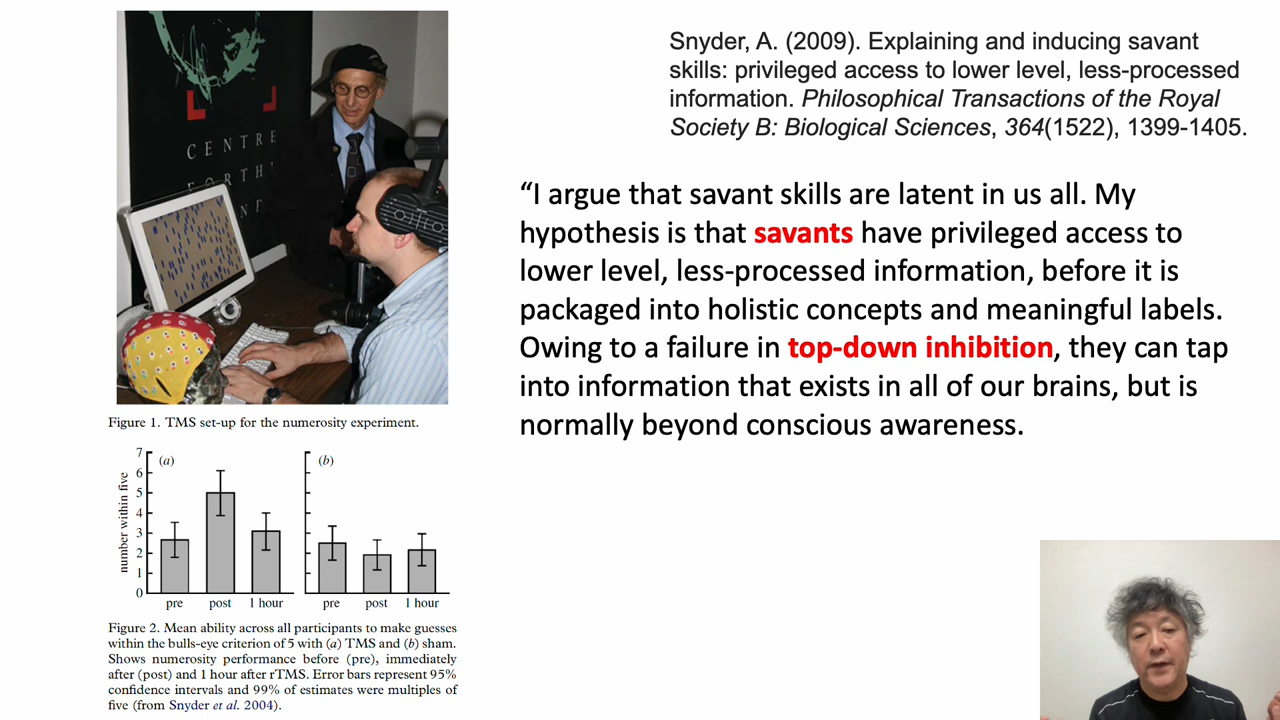 CENTRE
FORTH
Snyder, A. (2009). Explaining and inducing savant
skills: privileged access to lower level, less-processed
information. Philosophical Transactions of the Royal
Society B: Biological Sciences, 364(1522), 1399-1405.
“I argue that savant skills are latent in us all. My
hypothesis is that savants have privileged access to
lower level, less-processed information, before it is
packaged into holistic concepts and meaningful labels.
Owing to a failure in top-down inhibition, they can tap
into information that exists in all of our brains, but is
normally beyond conscious awareness.
Figure 1. TMS set-up for the numerosity experiment.
number within five
7
6
5
4
3
2
1
0
(a)
pre post 1 hour
(b)
pre post 1 hour
Figure 2. Mean ability across all participants to make guesses
within the bulls-eye criterion of 5 with (a) TMS and (b) sham.
Shows numerosity performance before (pre), immediately
after (post) and 1 hour after rTMS. Error bars represent 95%
confidence intervals and 99% of estimates were multiples of
five (from Snyder et al. 2004).